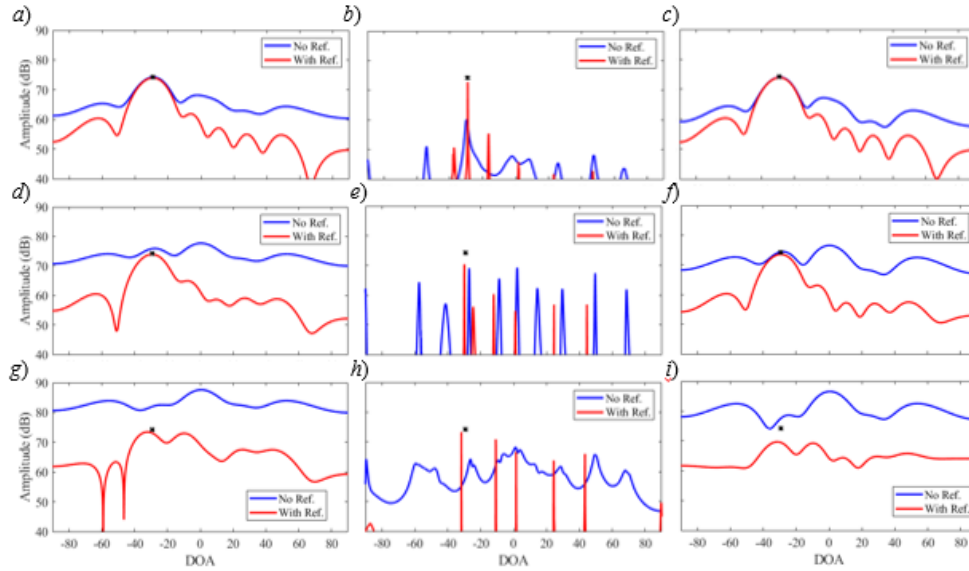 a)
b)
c)
90
80
70
60
50
40
Amplitude (dB)
No Ref.
With Ref.
No Ref.
With Ref.
No Ref.
With Ref.
d)
e)
f)
90
80
70
60
50
40
Amplitude (dB)
No Ref.
With Ref.
No Ref.
With Ref.
No Ref.
With Ref.
g)
h)
i)
90
80
70
60
50
40
Amplitude (dB)
No Ref.
With Ref.
No Ref.
With Ref.
No Ref.
With Ref.
-80 -60 -40 -20 0 20 40 60 80
-80 -60 -40 -20 0 20 40 60 80
-80 -60 -40 -20 0 20 40 60 80
DOA
DOA
DOA